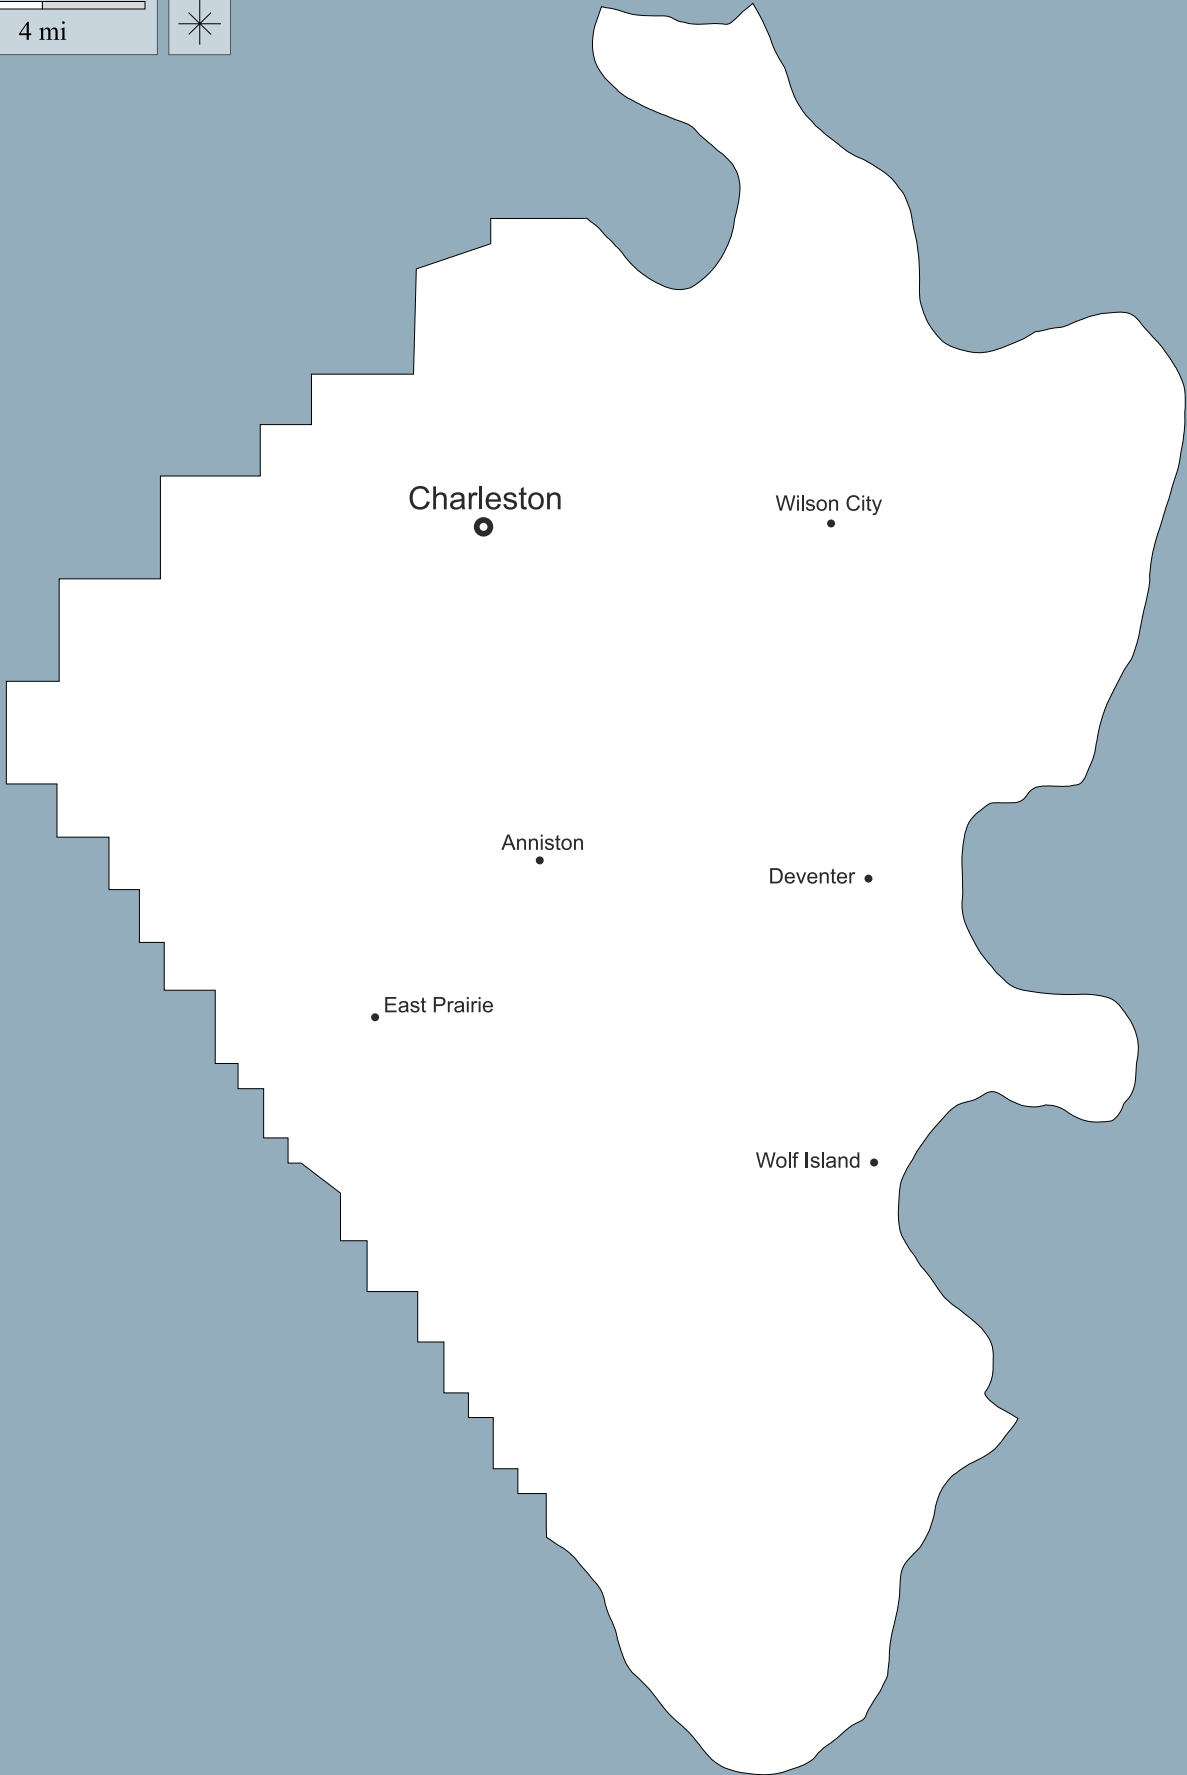 4 mi
Charleston
Wilson City
Anniston
Deventer
East Prairie
Wolf Island